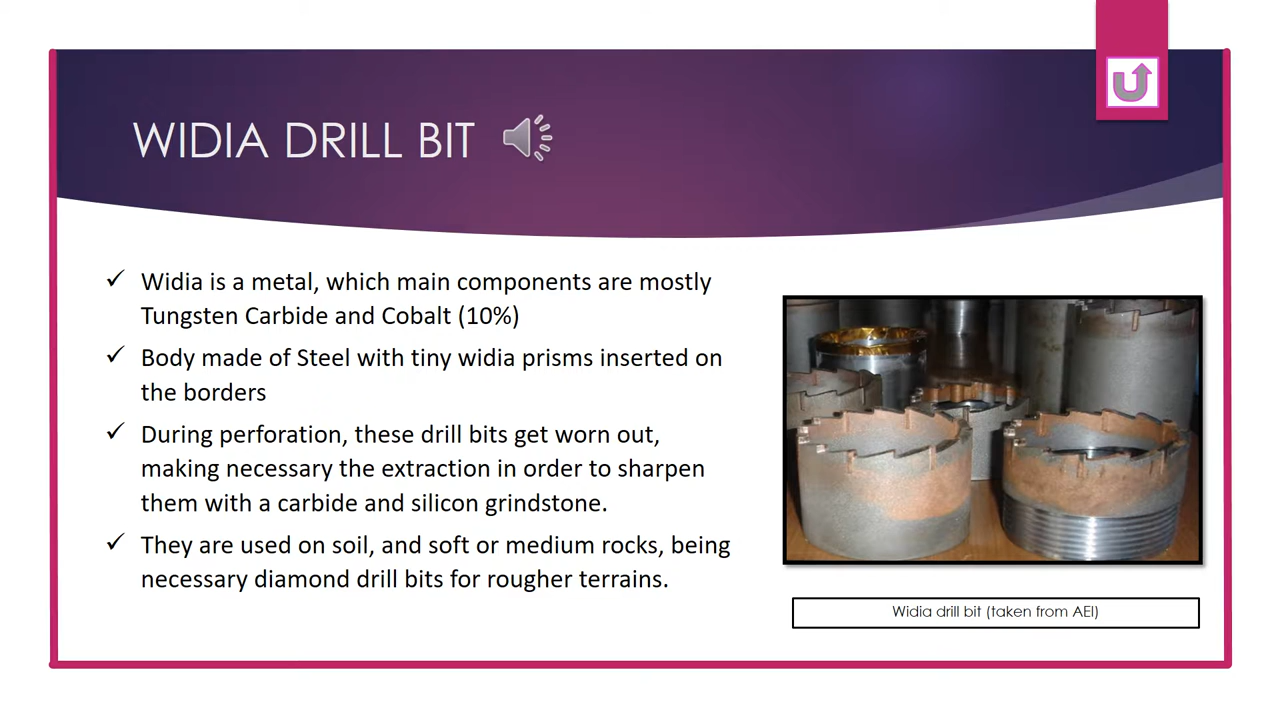 WIDIA DRILL BIT
✓ Widia is a metal, which main components are mostly
Tungsten Carbide and Cobalt (10%)
✓ Body made of Steel with tiny widia prisms inserted on
the borders
✓ During perforation, these drill bits get worn out,
making necessary the extraction in order to sharpen
them with a carbide and silicon grindstone.
✓ They are used on soil, and soft or medium rocks, being
necessary diamond drill bits for rougher terrains.
Widia drill bit (taken from AEI)